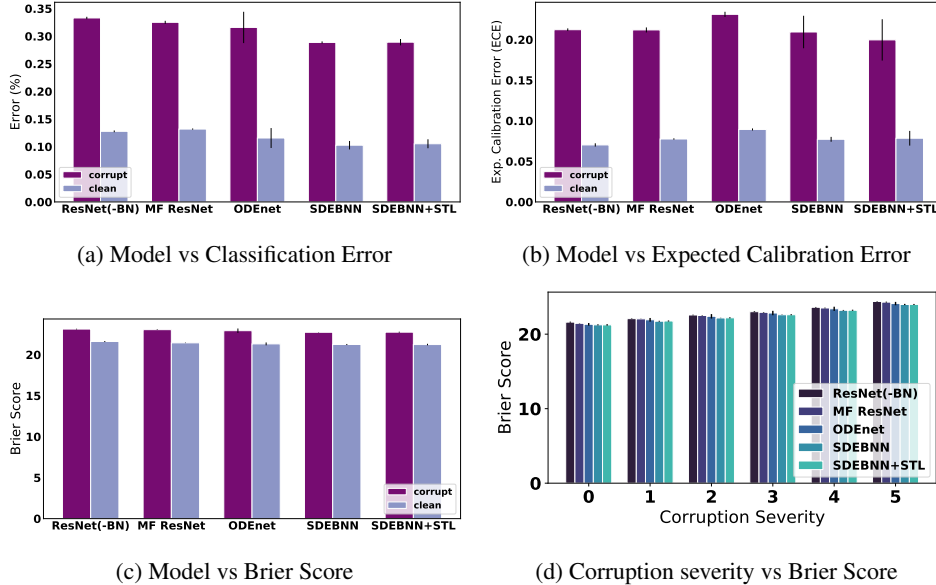 0.35
0.30
0.25
0.20
0.15
0.10
0.05
0.00
Error (%)
corrupt
clean
ResNet(-BN) MF ResNet ODEnet SDEBNN SDEBNN+STL
(a) Model vs Classification Error
0.20
0.15
0.10
0.05
0.00
Exp. Calibration Error (ECE)
corrupt
clean
ResNet(-BN) MF ResNet ODEnet SDEBNN SDEBNN+STL
(b) Model vs Expected Calibration Error
20
15
10
5
0
Brier Score
corrupt
clean
ResNet(-BN) MF ResNet ODEnet SDEBNN SDEBNN+STL
(c) Model vs Brier Score
20
10
0
Brier Score
ResNet(-BN)
MF ResNet
ODEnet
SDEBNN
SDEBNN+STL
0 1 2 3 4 5
Corruption Severity
(d) Corruption severity vs Brier Score